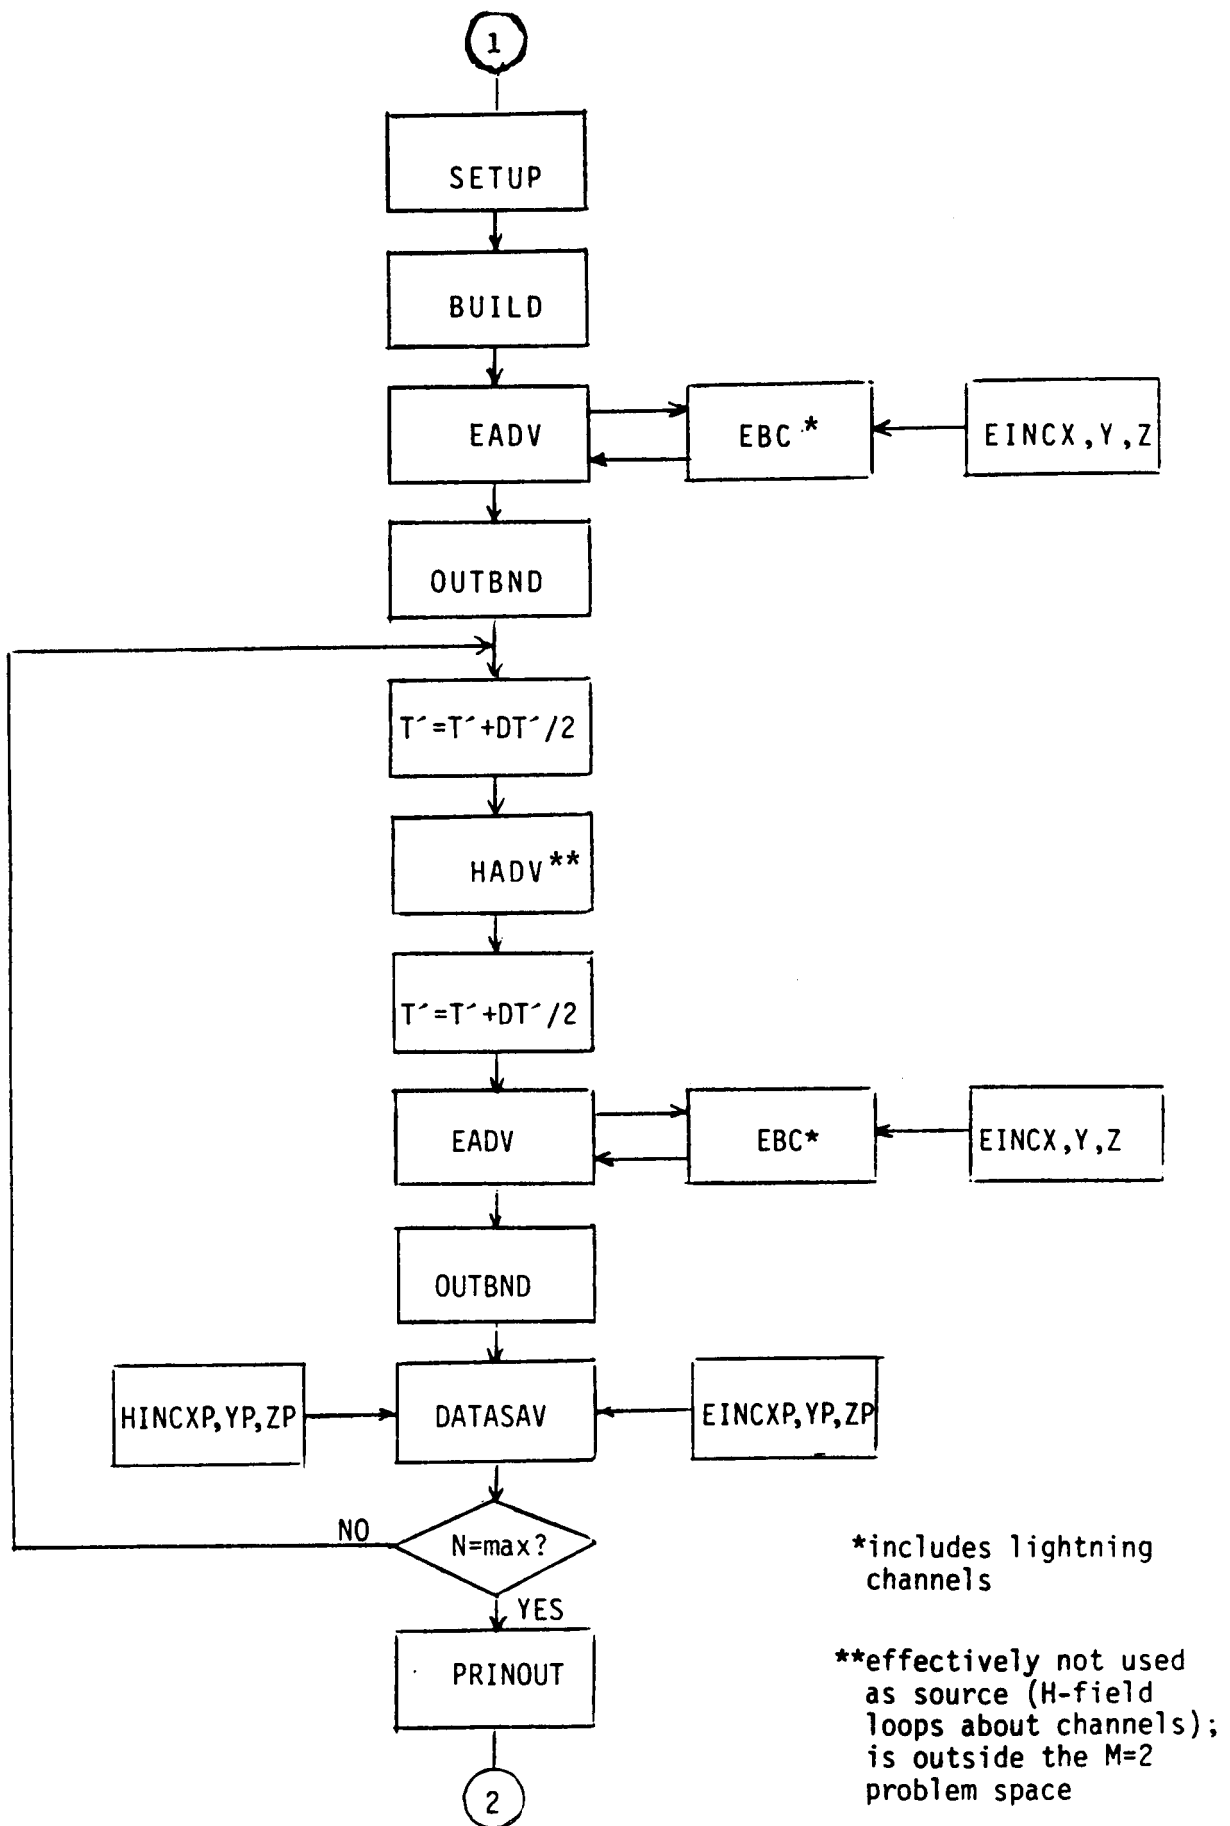 1
SETUP
BUILD
EADV
EBC*
EINCX,Y,Z
OUTBND
T´=T´+DT´/2
HADV**
T´=T´+DT´/2
EADV
EBC*
EINCX,Y,Z
OUTBND
HINCXP,YP,ZP
DATASAV
EINCXP,YP,ZP
NO
N=max?
YES
PRINOUT
2
*includes lightning
channels
**effectively not used
as source (H-field
loops about channels);
is outside the M=2
problem space